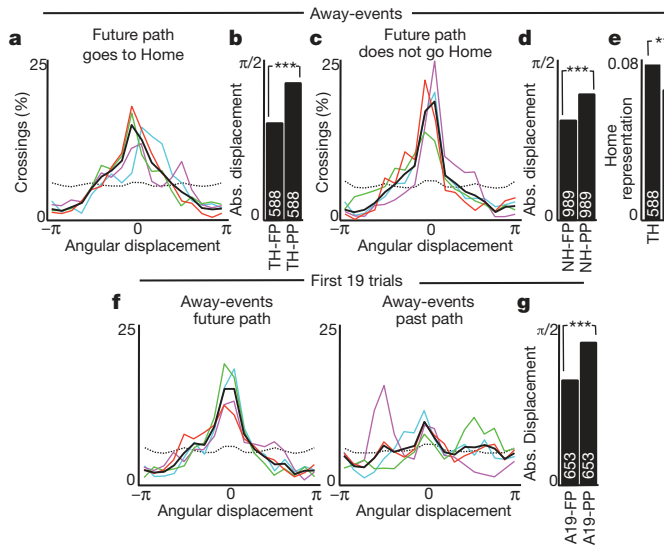 Away-events
a
Future path
goes to Home
25
Crossings (%)
0
−π
0
π
Angular displacement
b
π/2
Abs. displacement
0
***
588
588
TH-FP
TH-PP
c
Future path
does not go Home
25
Crossings (%)
0
−π
0
π
Angular displacement
d
π/2
Abs. displacement
0
***
989
989
NH-FP
NH-PP
e
0.08
Home
representation
0
588
TH
First 19 trials
f
Away-events
future path
25
0
−π
0
π
Angular displacement
Away-events
past path
25
0
−π
0
π
Angular displacement
g
π/2
Abs. Displacement
0
***
653
653
A19-FP
A19-PP